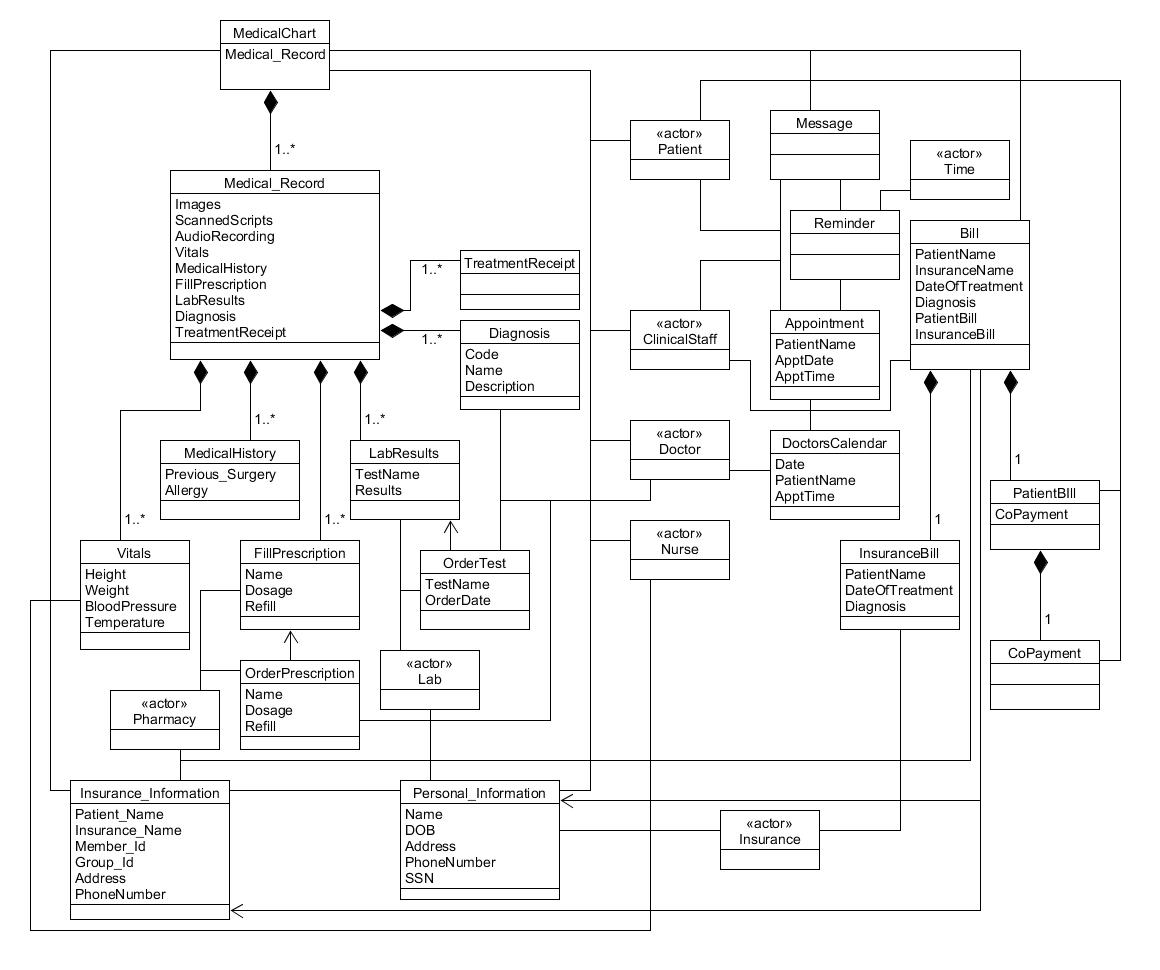 MedicalChart
Medical_Record
1..*
Medical_Record
Images
ScannedScripts
AudioRecording
Vitals
MedicalHistory
FillPrescription
LabResults
Diagnosis
TreatmentReceipt
1..*
TreatmentReceipt
1..*
Diagnosis
Code
Name
Description
«actor»
Patient
Message
«actor»
Time
Reminder
Bill
PatientName
InsuranceName
DateOfTreatment
Diagnosis
PatientBill
InsuranceBill
«actor»
ClinicalStaff
Appointment
PatientName
ApptDate
ApptTime
«actor»
Doctor
DoctorsCalendar
Date
PatientName
ApptTime
1..*
MedicalHistory
Previous_Surgery
Allergy
1..*
LabResults
TestName
Results
1
PatientBIll
CoPayment
1..*
Vitals
Height
Weight
BloodPressure
Temperature
1..*
FillPrescription
Name
Dosage
Refill
OrderTest
TestName
OrderDate
«actor»
Nurse
1
InsuranceBill
PatientName
DateOfTreatment
Diagnosis
1
CoPayment
«actor»
Pharmacy
OrderPrescription
Name
Dosage
Refill
«actor»
Lab
Insurance_Information
Patient_Name
Insurance_Name
Member_Id
Group_Id
Address
PhoneNumber
Personal_Information
Name
DOB
Address
PhoneNumber
SSN
«actor»
Insurance